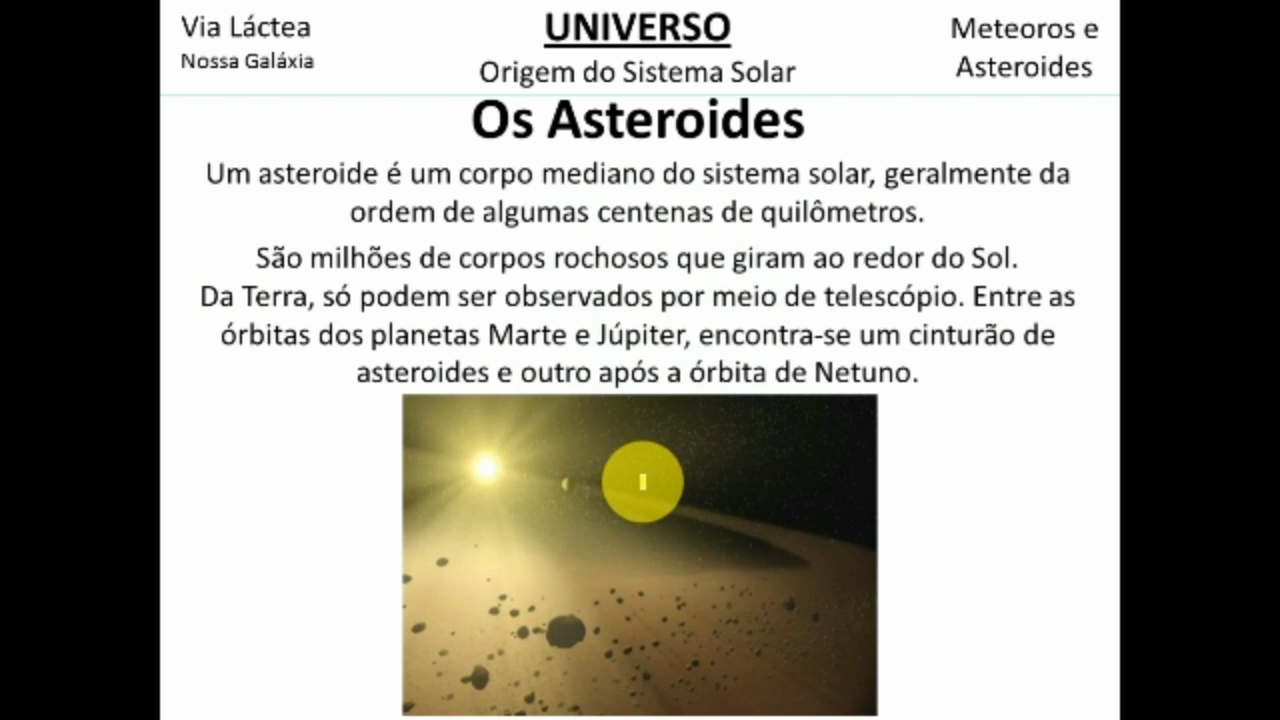 Via Láctea
Nossa Galáxia
UNIVERSO
Origem do Sistema Solar
Meteoros e
Asteroides
Os Asteroides
Um asteroide é um corpo mediano do sistema solar, geralmente da
ordem de algumas centenas de quilômetros.
São milhões de corpos rochosos que giram ao redor do Sol.
Da Terra, só podem ser observados por meio de telescópio. Entre as
órbitas dos planetas Marte e Júpiter, encontra-se um cinturão de
asteroides e outro após a órbita de Netuno.